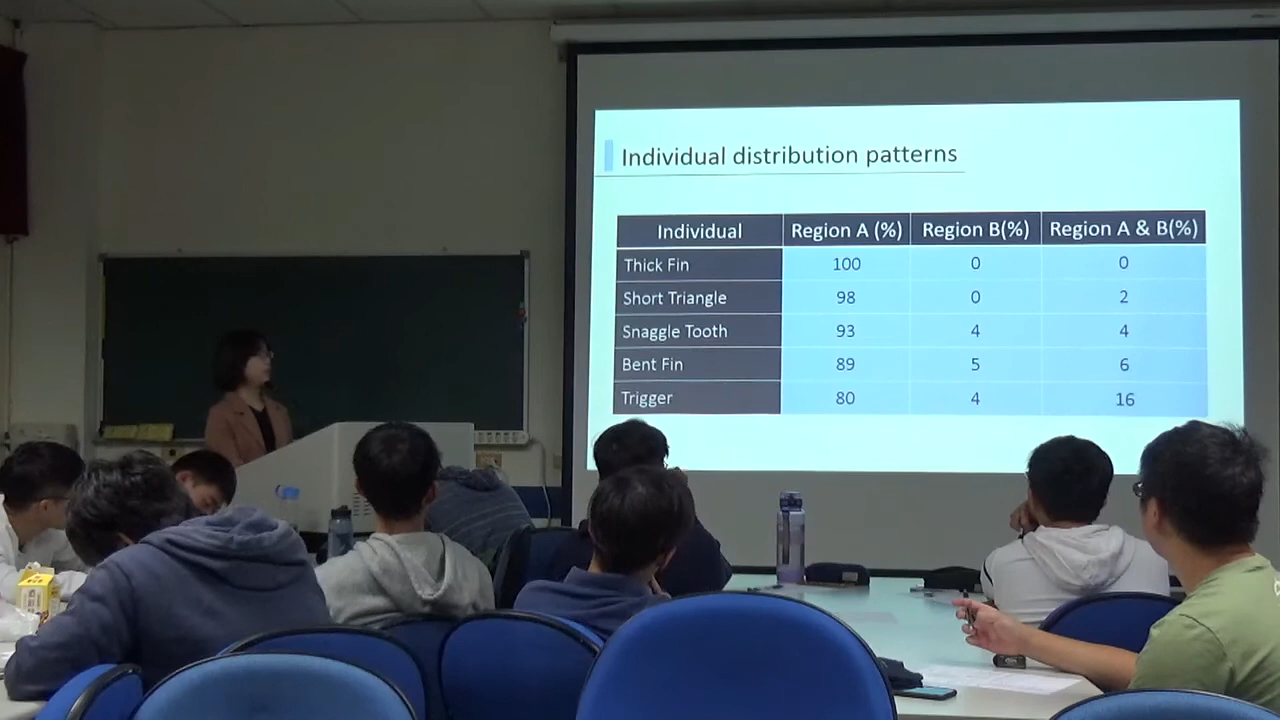 Individual distribution patterns
Individual Region A (%) Region B(%) Region A & B(%)
Thick Fin 100 0 0
Short Triangle 98 0 2
Snaggle Tooth 93 4 4
Bent Fin 89 5 6
Trigger 80 4 16